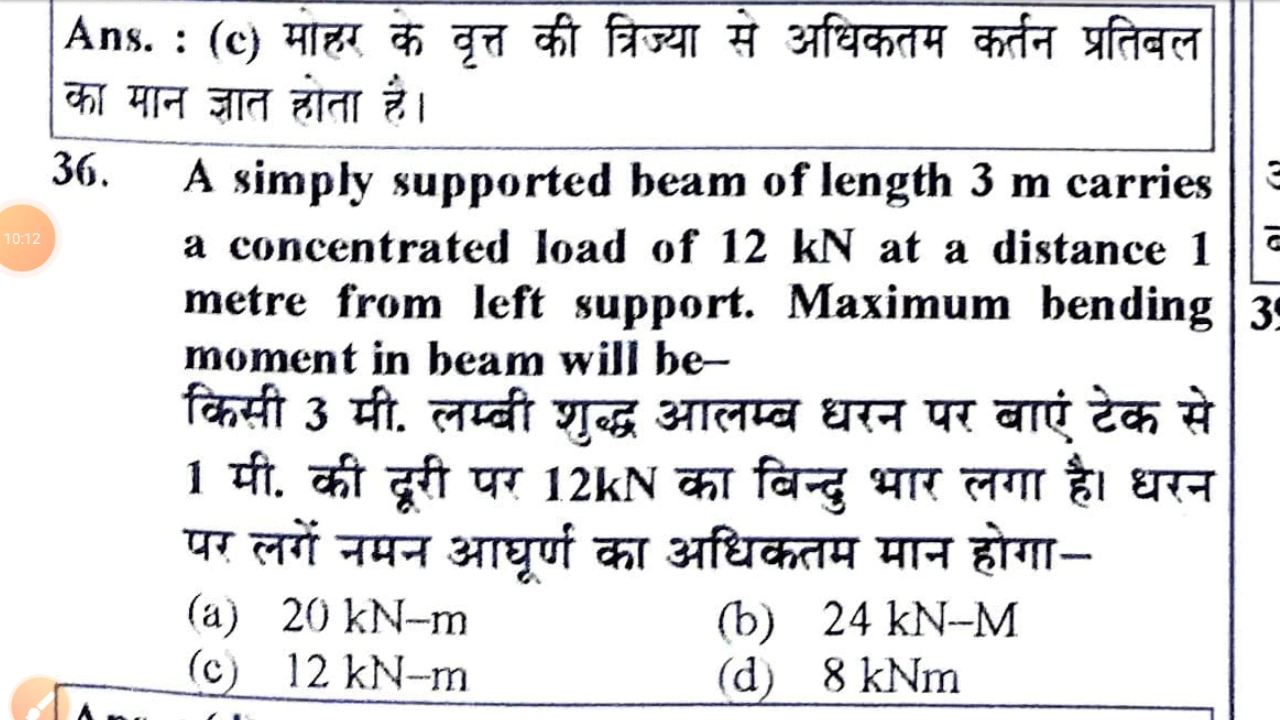 Ans. : (c) मोहर के वृत्त की त्रिज्या से अधिकतम कर्तन प्रतिबल
का मान ज्ञात होता है।
36. A simply supported beam of length 3 m carries
a concentrated load of 12 kN at a distance 1
metre from left support. Maximum bending
moment in beam will be–
किसी 3 मी. लम्बी शुद्ध आलम्ब धरन पर बाएं टेक से
1 मी. की दूरी पर 12kN का बिन्दु भार लगा है। धरन
पर लगें नमन आघूर्ण का अधिकतम मान होगा–
(a) 20 kN–m (b) 24 kN–M
(c) 12 kN–m (d) 8 kNm
10:12